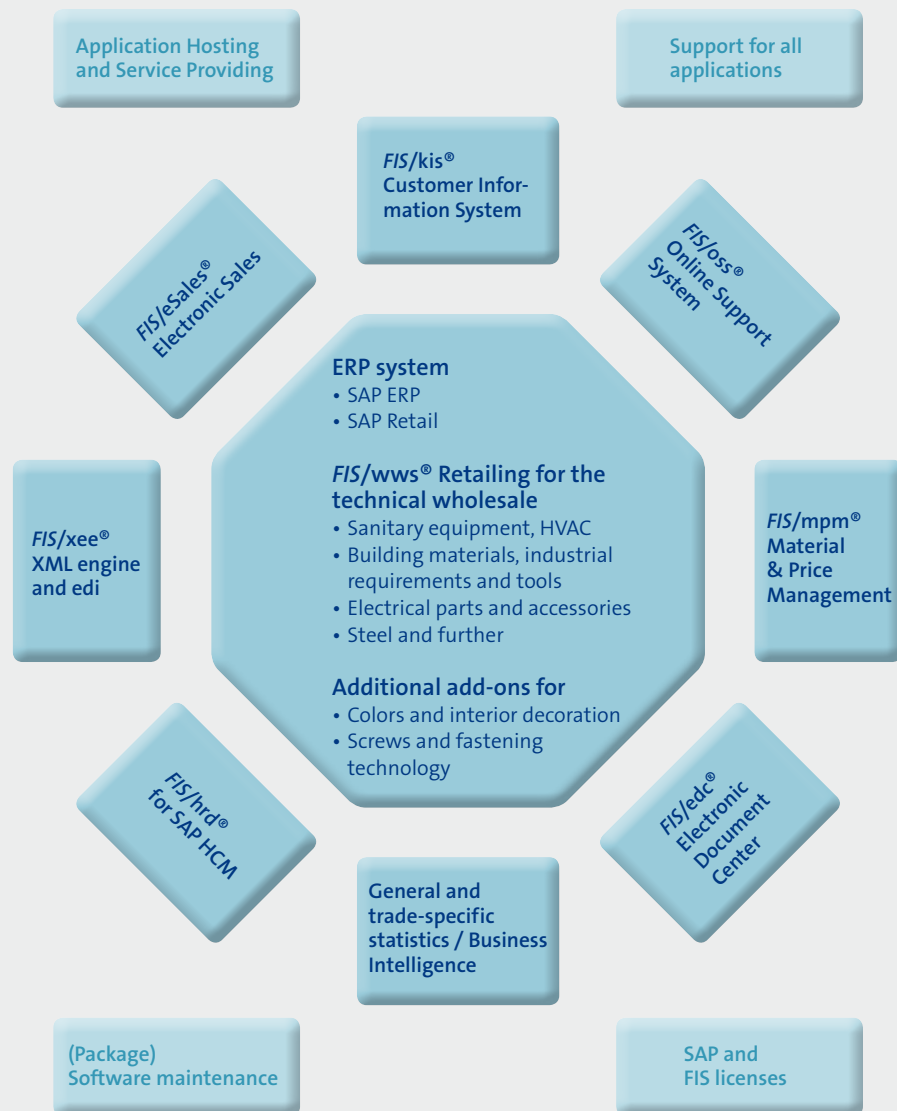 Application Hosting
and Service Providing
Support for all
applications
FIS/kis®
Customer Infor-
mation System
FIS/eSales®
Electronic Sales
FIS/oss®
Online Support
System
ERP system
• SAP ERP
• SAP Retail
FIS/wws® Retailing for the
technical wholesale
• Sanitary equipment, HVAC
• Building materials, industrial
requirements and tools
• Electrical parts and accessories
• Steel and further
Additional add-ons for
• Colors and interior decoration
• Screws and fastening
technology
FIS/xee®
XML engine
and edi
FIS/mpm®
Material
& Price
Management
FIS/hrd®
for SAP HCM
FIS/edc®
Electronic
Document
Center
General and
trade-specific
statistics / Business
Intelligence
(Package)
Software maintenance
SAP and
FIS licenses